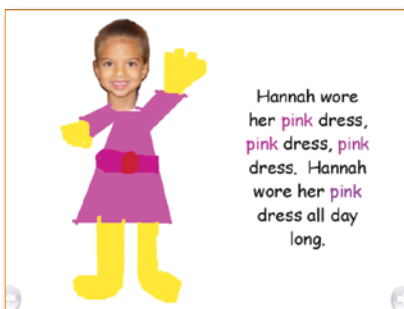 Hannah wore
her pink dress,
pink dress, pink
dress. Hannah
wore her pink
dress all day
long.